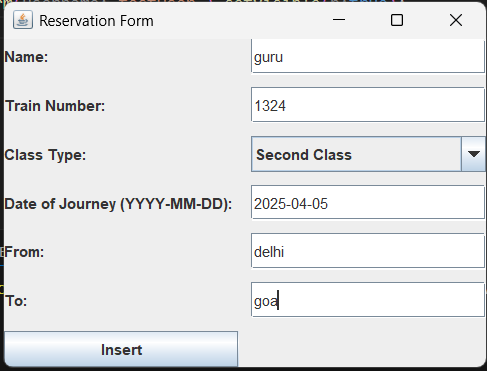 Reservation Form
Name: guru
Train Number: 1324
Class Type: Second Class
Date of Journey (YYYY-MM-DD): 2025-04-05
From: delhi
To: goa
Insert